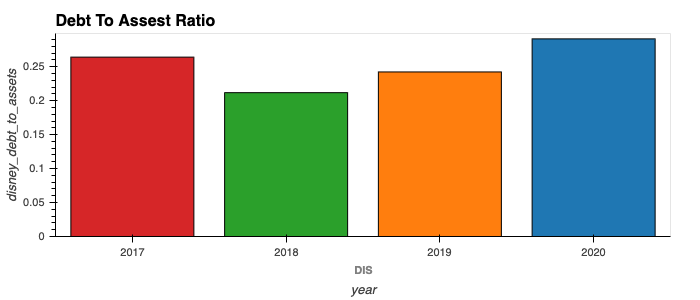 Debt To Assest Ratio
disney_debt_to_assets
0.25
0.2
0.15
0.1
0.05
0
2017 2018 2019 2020
DIS
year